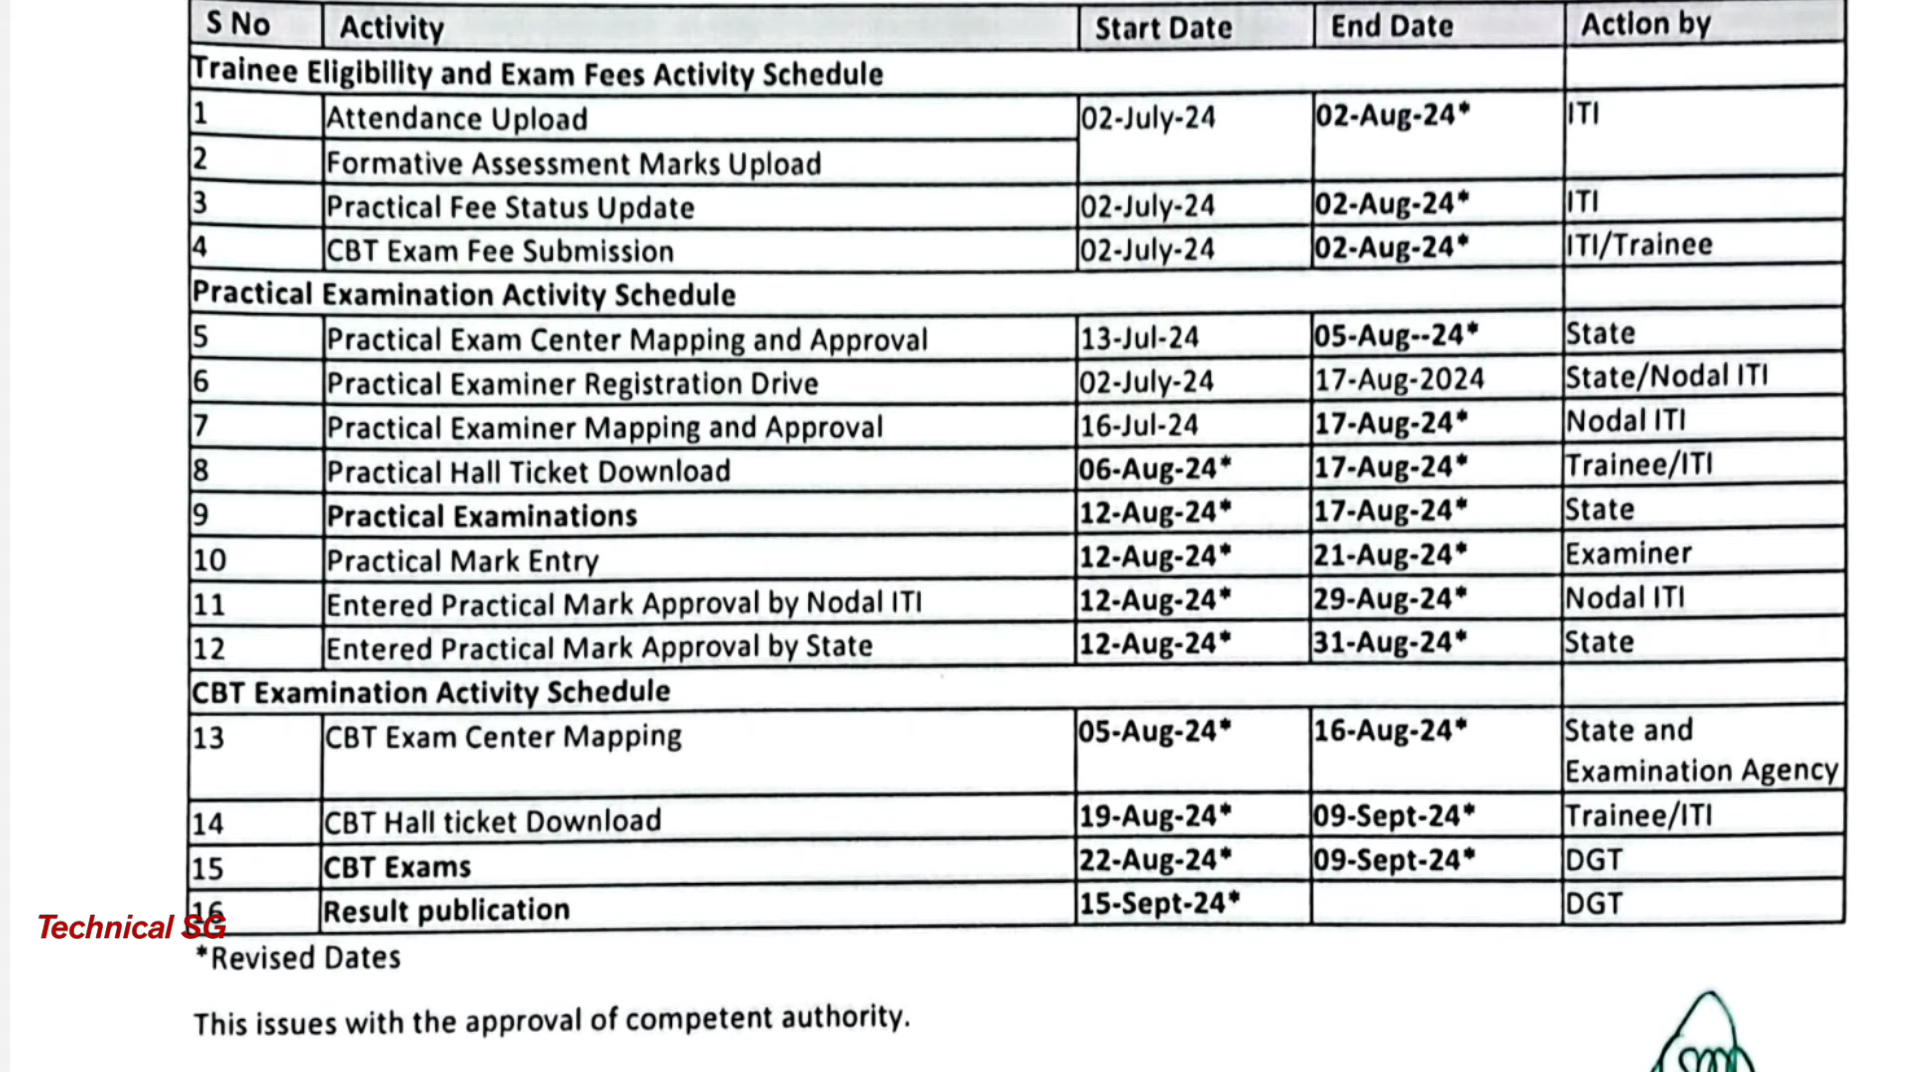 S No Activity Start Date End Date Action by
Trainee Eligibility and Exam Fees Activity Schedule
1 Attendance Upload 02-July-24 02-Aug-24* ITI
2 Formative Assessment Marks Upload
3 Practical Fee Status Update 02-July-24 02-Aug-24* ITI
4 CBT Exam Fee Submission 02-July-24 02-Aug-24* ITI/Trainee
Practical Examination Activity Schedule
5 Practical Exam Center Mapping and Approval 13-Jul-24 05-Aug--24* State
6 Practical Examiner Registration Drive 02-July-24 17-Aug-2024 State/Nodal ITI
7 Practical Examiner Mapping and Approval 16-Jul-24 17-Aug-24* Nodal ITI
8 Practical Hall Ticket Download 06-Aug-24* 17-Aug-24* Trainee/ITI
9 Practical Examinations 12-Aug-24* 17-Aug-24* State
10 Practical Mark Entry 12-Aug-24* 21-Aug-24* Examiner
11 Entered Practical Mark Approval by Nodal ITI 12-Aug-24* 29-Aug-24* Nodal ITI
12 Entered Practical Mark Approval by State 12-Aug-24* 31-Aug-24* State
CBT Examination Activity Schedule
13 CBT Exam Center Mapping 05-Aug-24* 16-Aug-24* State and
Examination Agency
14 CBT Hall ticket Download 19-Aug-24* 09-Sept-24* Trainee/ITI
15 CBT Exams 22-Aug-24* 09-Sept-24* DGT
16 Result publication 15-Sept-24* DGT
Technical SG
*Revised Dates
This issues with the approval of competent authority.